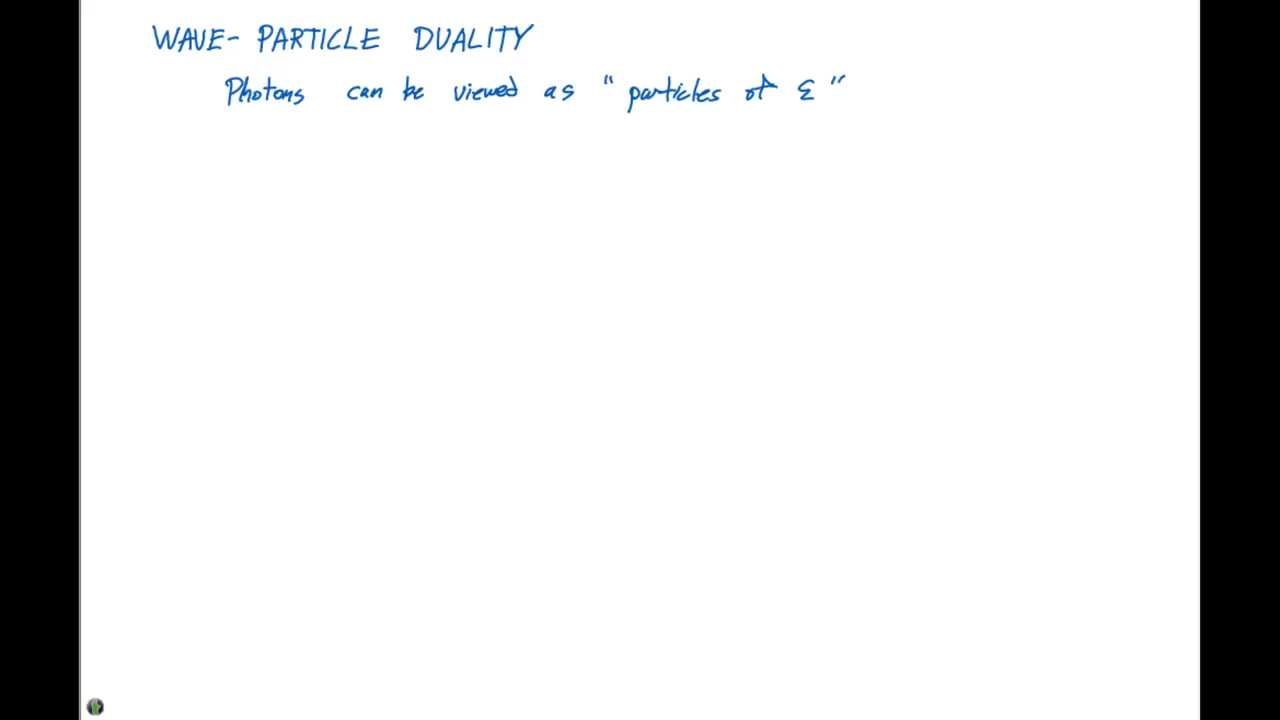 WAVE-PARTICLE DUALITY
Photons can be viewed as "particles of Σ"